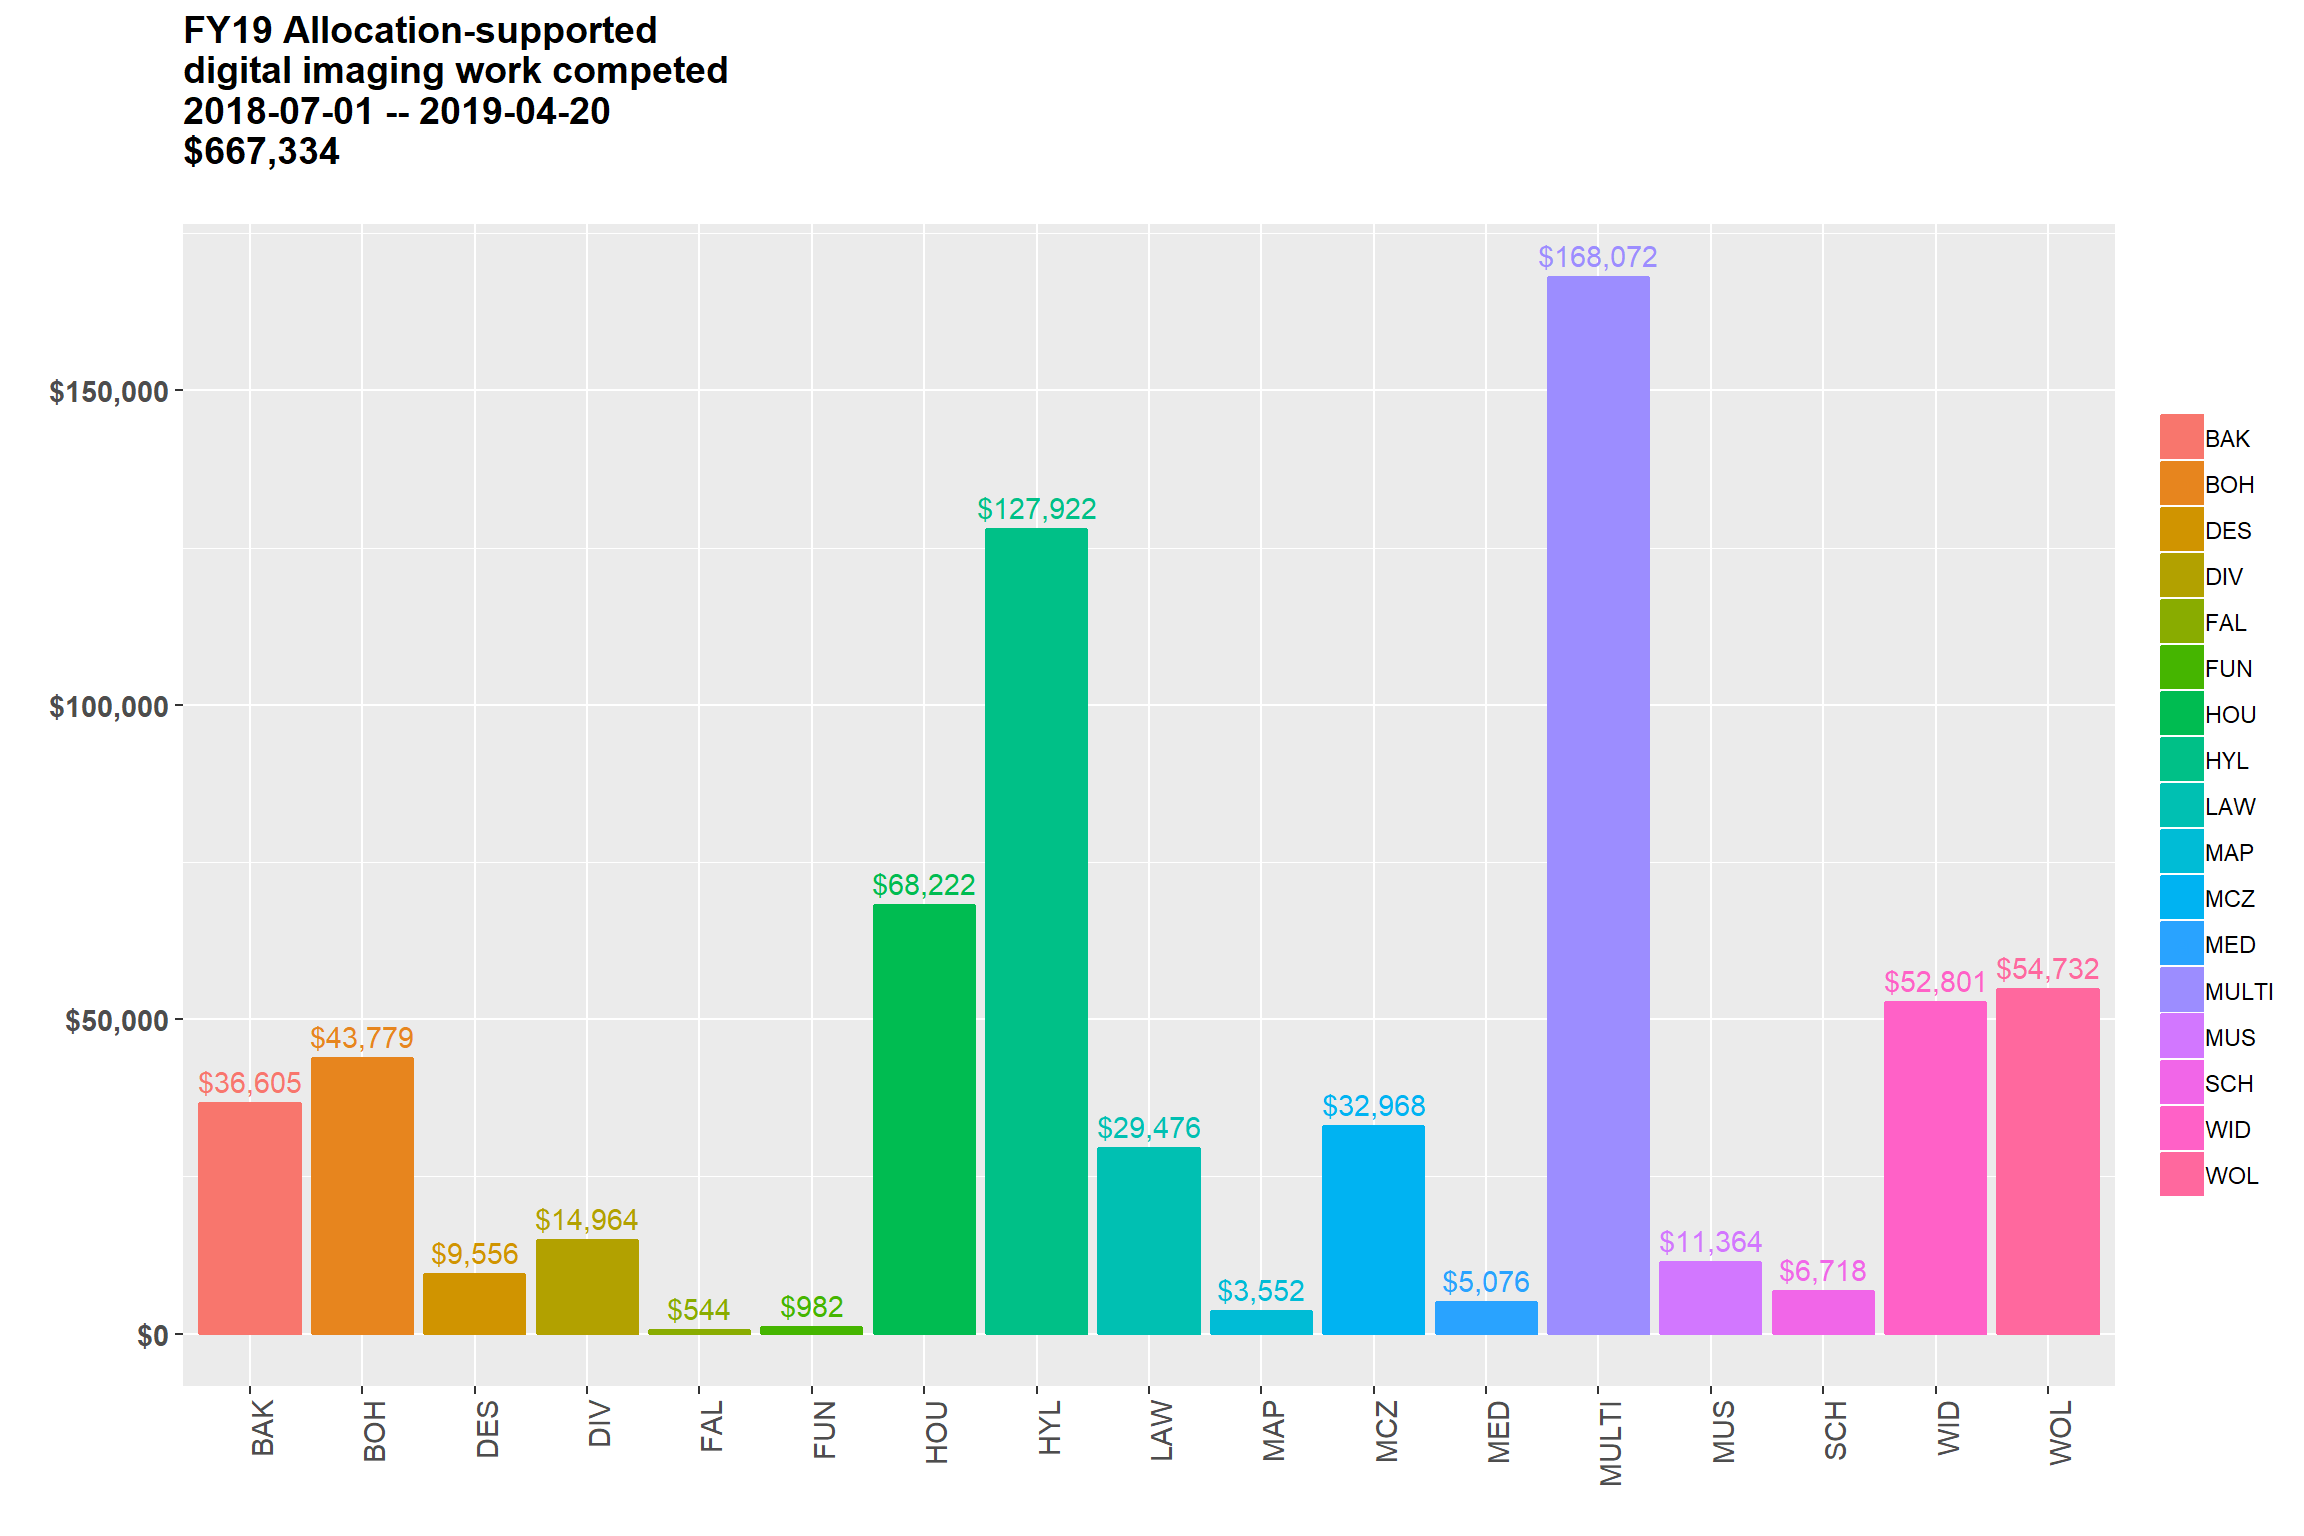 FY19 Allocation-supported
digital imaging work competed
2018-07-01 -- 2019-04-20
$667,334
$168,072
$150,000
$127,922
$100,000
$68,222
$54,732
$52,801
$50,000
$43,779
$36,605
$32,968
$29,476
$14,964
$11,364
$9,556
$6,718
$5,076
$3,552
$982
$544
$0
BAK
BOH
DES
DIV
FAL
FUN
HOU
HYL
LAW
MAP
MCZ
MED
MULTI
MUS
SCH
WID
WOL
BAK
BOH
DES
DIV
FAL
FUN
HOU
HYL
LAW
MAP
MCZ
MED
MULTI
MUS
SCH
WID
WOL